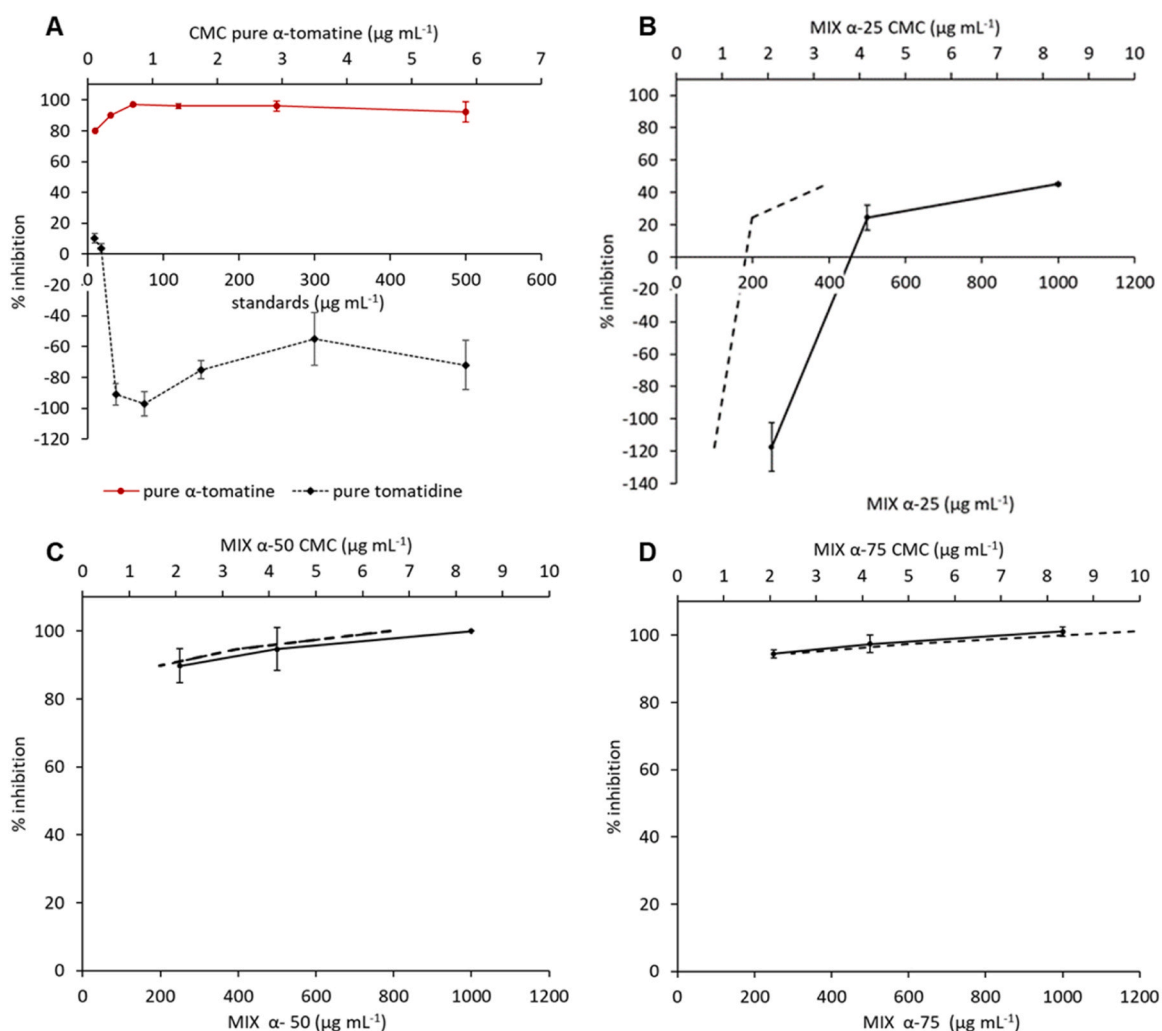 A
CMC pure α-tomatine (µg mL⁻¹)
0 1 2 3 4 5 6 7
100
80
60
40
20
0
-20
-40
-60
-80
-100
-120
% inhibition
0 100 200 300 400 500 600
standards (µg mL⁻¹)
pure α-tomatine pure tomatidine
B
MIX α-25 CMC (µg mL⁻¹)
0 1 2 3 4 5 6 7 8 9 10
100
80
60
40
20
0
-20
-40
-60
-80
-100
-120
-140
% inhibition
0 200 400 600 800 1000 1200
MIX α-25 (µg mL⁻¹)
C
MIX α-50 CMC (µg mL⁻¹)
0 1 2 3 4 5 6 7 8 9 10
100
80
60
40
20
0
% inhibition
0 200 400 600 800 1000 1200
MIX α- 50 (µg mL⁻¹)
D
MIX α-75 CMC (µg mL⁻¹)
0 1 2 3 4 5 6 7 8 9 10
100
80
60
40
20
0
% inhibition
0 200 400 600 800 1000 1200
MIX α-75 (µg mL⁻¹)